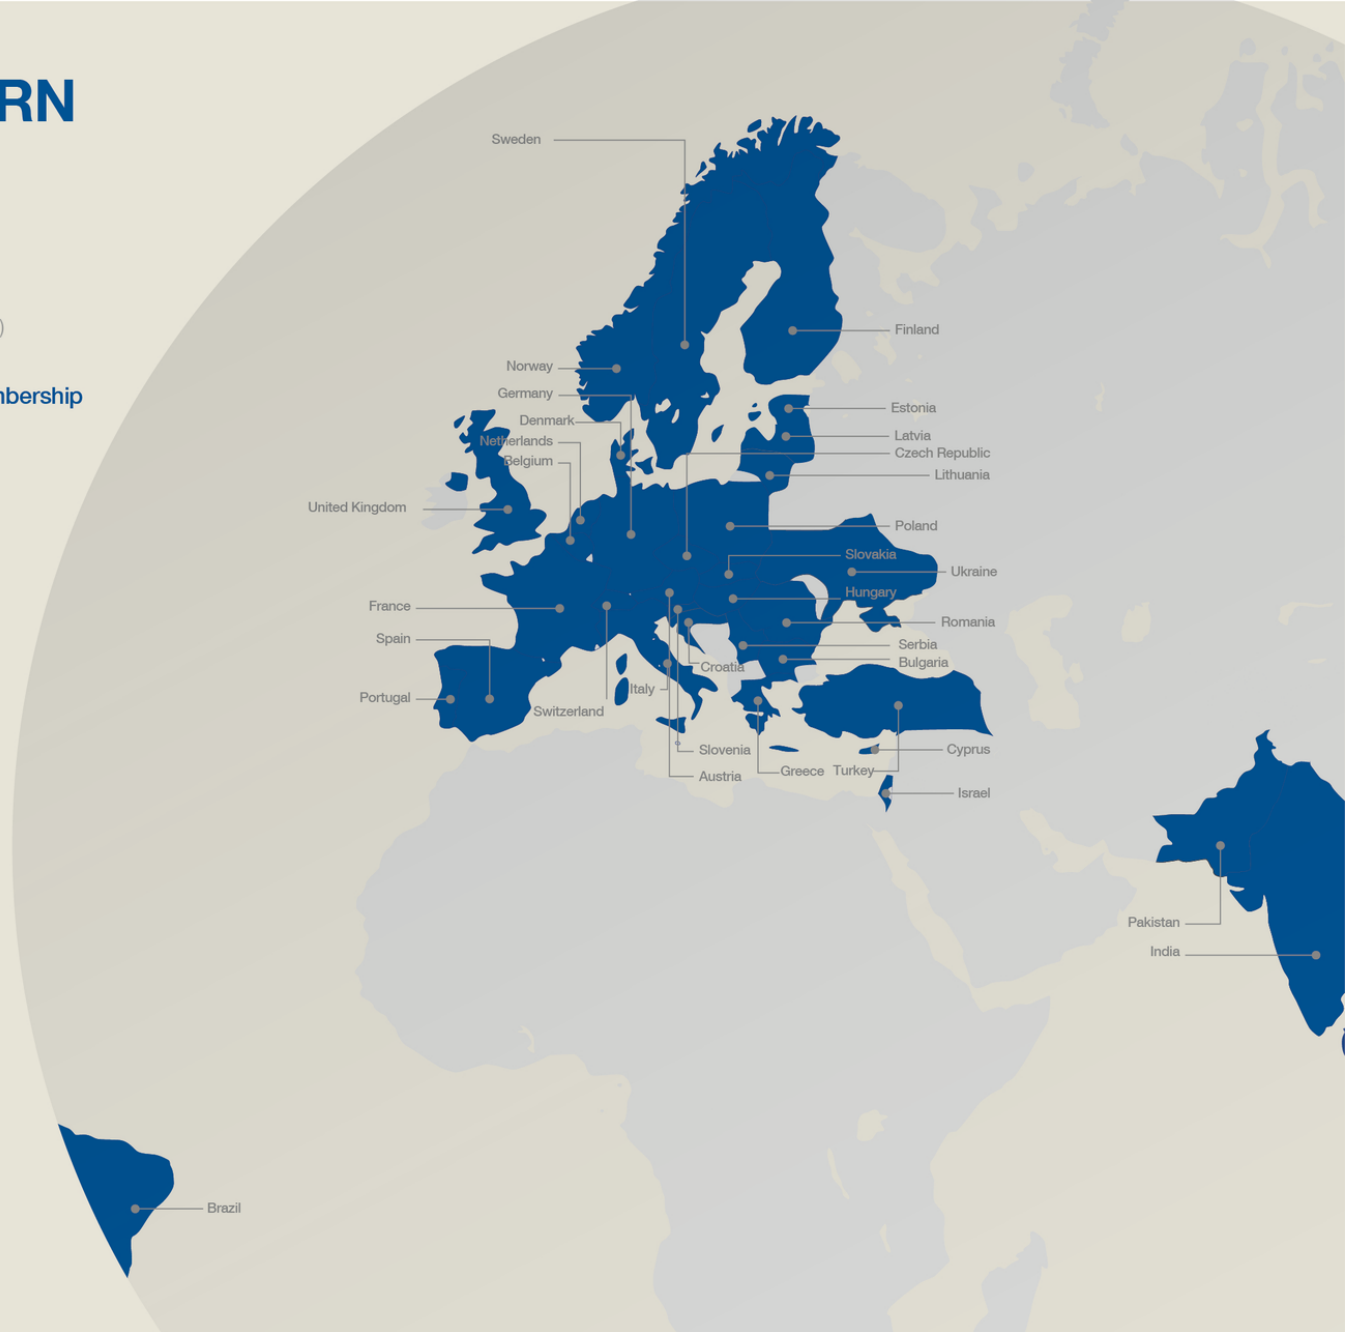 RN
)
nbership
Sweden
Finland
Norway
Germany
Estonia
Denmark
Latvia
Netherlands
Czech Republic
Belgium
Lithuania
United Kingdom
Poland
Slovakia
Ukraine
Hungary
France
Romania
Spain
Serbia
Bulgaria
Croatia
Italy
Portugal
Switzerland
Slovenia
Cyprus
Greece
Turkey
Austria
Israel
Pakistan
India
Brazil